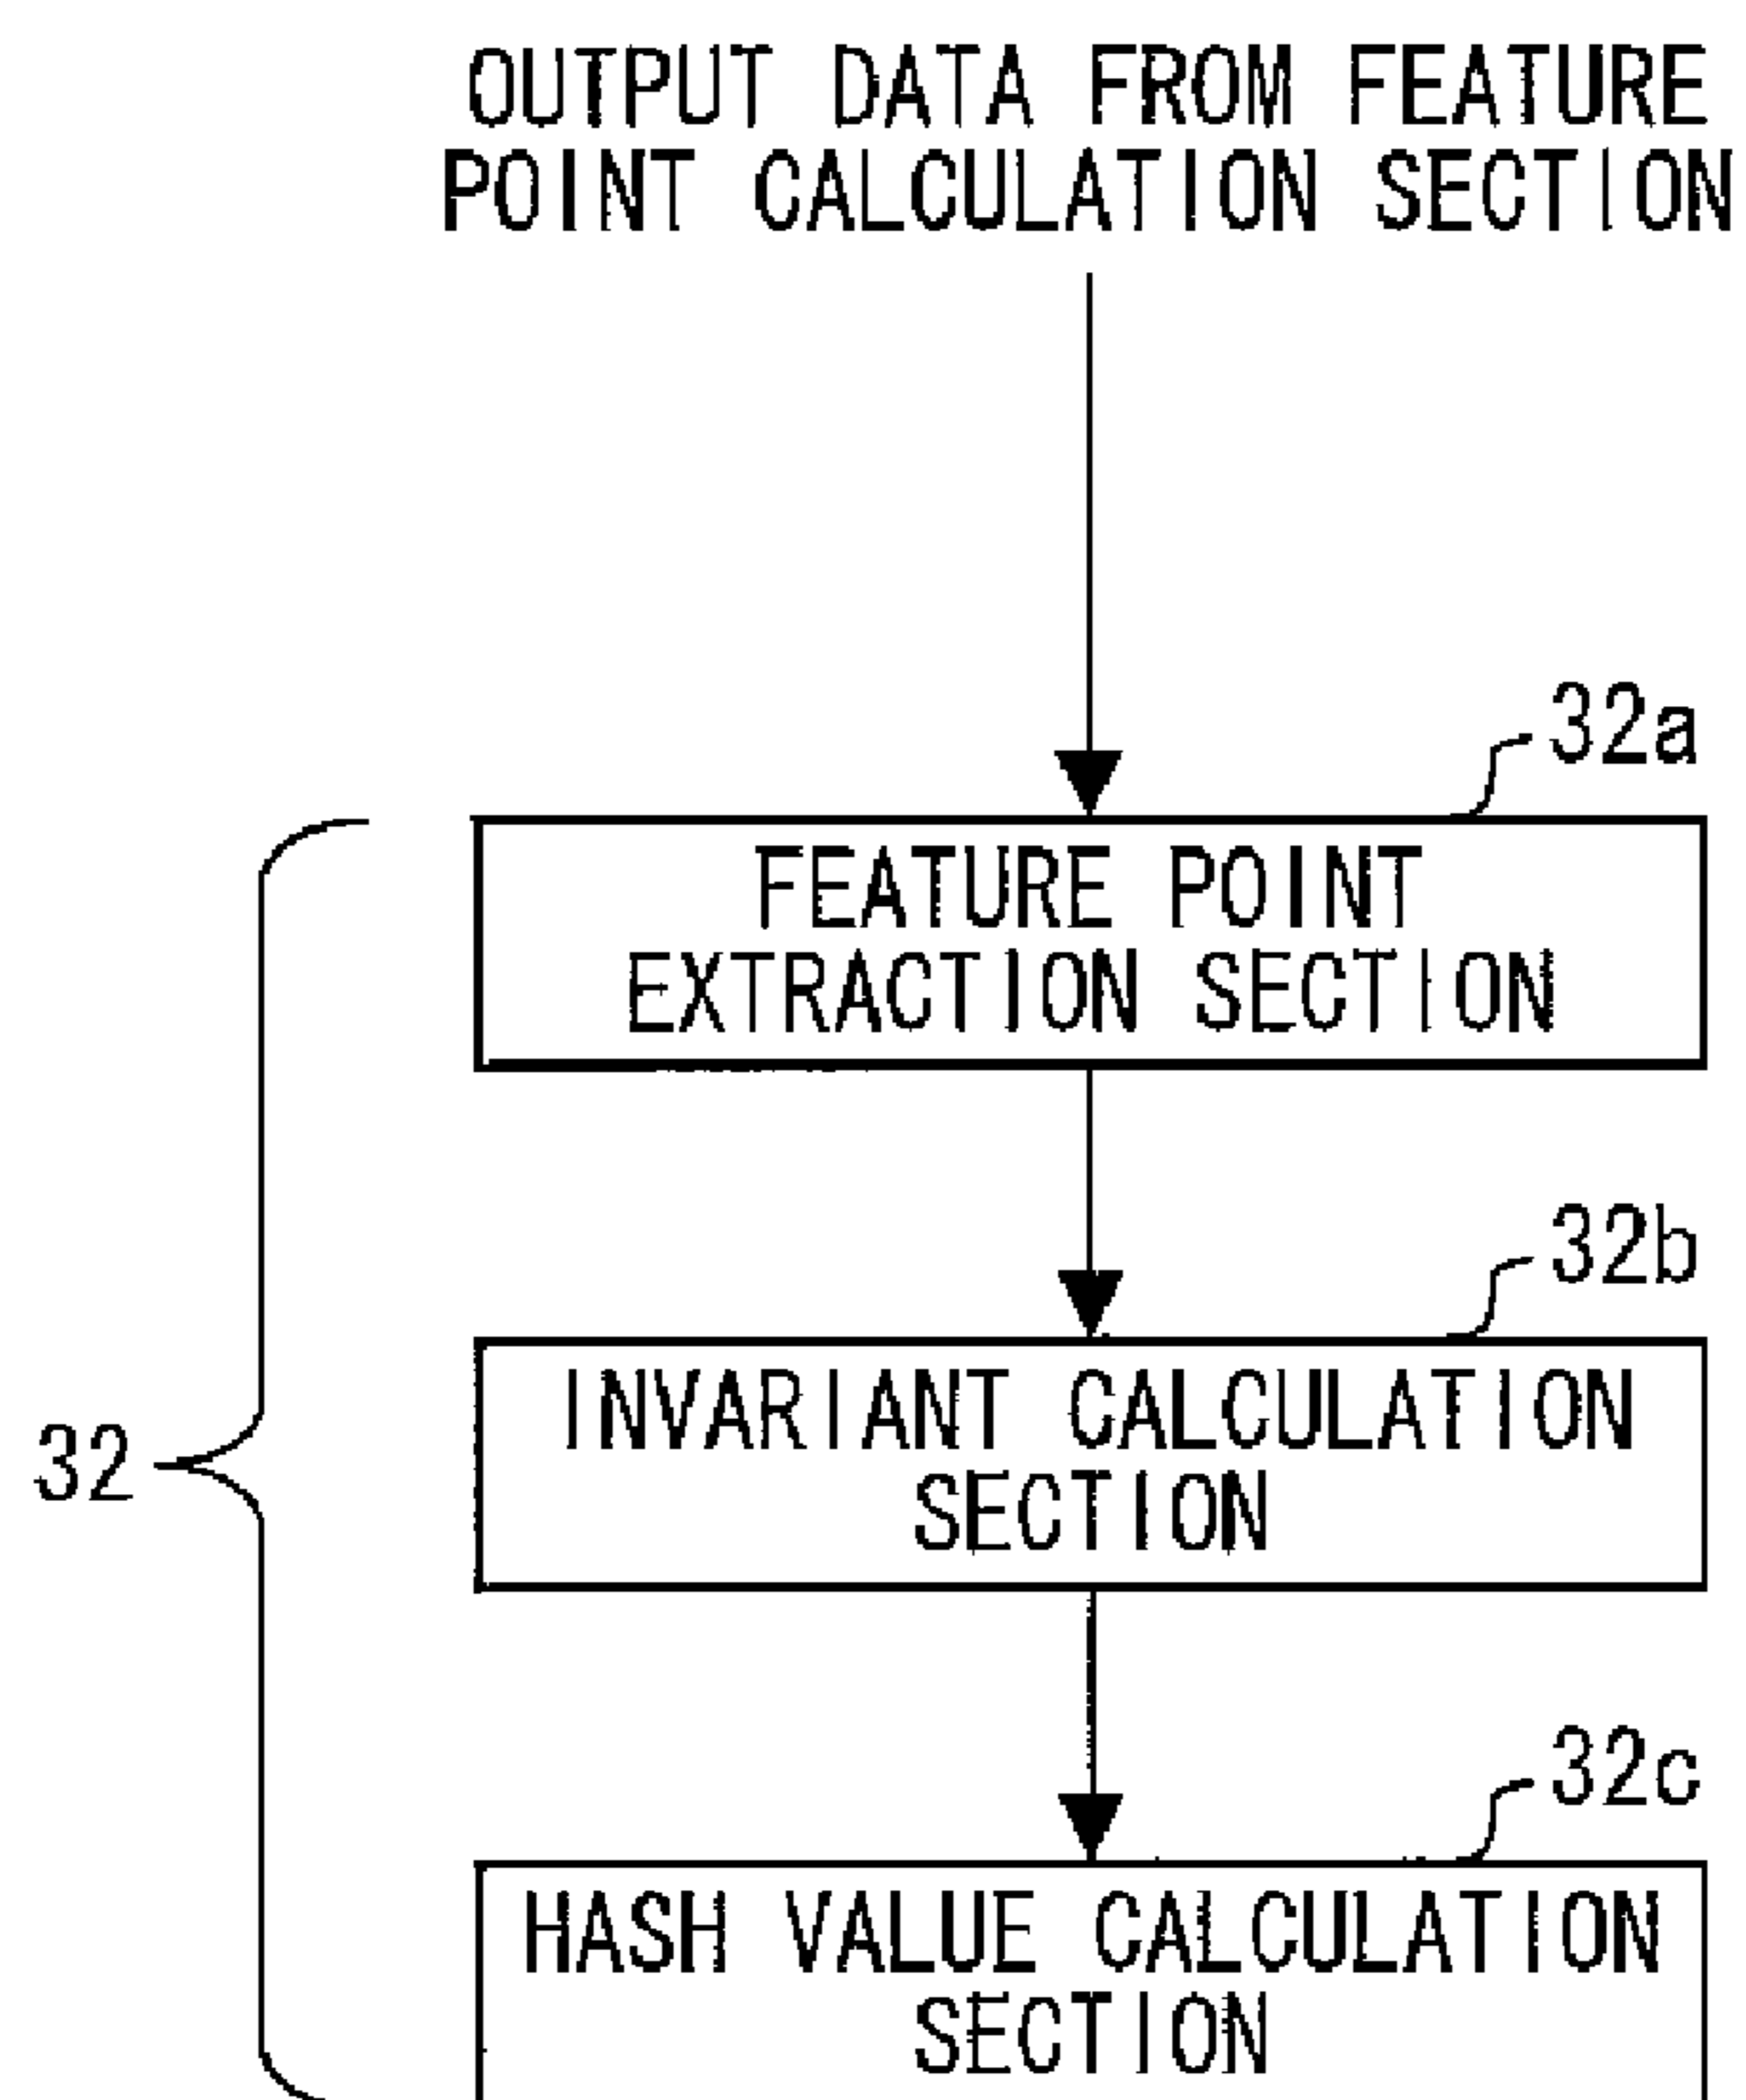 OUTPUT DATA FROM FEATURE
POINT CALCULATION SECTION
32a
FEATURE POINT
EXTRACTION SECTION
32b
INVARIANT CALCULATION
SECTION
32
32c
HASH VALUE CALCULATION
SECTION